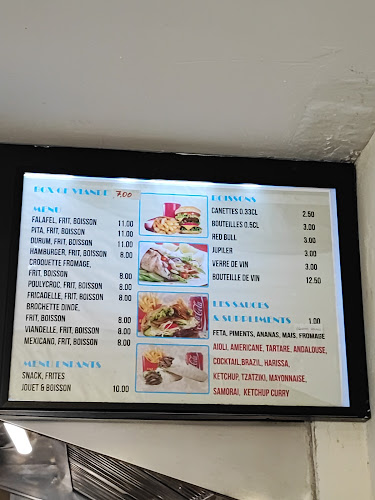 BOX DE VIANDE 7.00
MENU
FALAFEL, FRIT, BOISSON 11.00
PITA, FRIT, BOISSON 11.00
DURUM, FRIT, BOISSON 11.00
HAMBURGER, FRIT, BOISSON 8.00
CROQUETTE FROMAGE,
FRIT, BOISSON 8.00
POULYCROC, FRIT, BOISSON 8.00
FRICADELLE, FRIT, BOISSON 8.00
BROCHETTE DINDE,
FRIT, BOISSON 8.00
VIANDELLE, FRIT, BOISSON 8.00
MEXICANO, FRIT, BOISSON 8.00
MENU ENFANTS
SNACK, FRITES
JOUET & BOISSON 10.00
BOISSONS
CANETTES 0.33CL 2.50
BOUTEILLES 0.5CL 3.00
RED BULL 3.00
JUPILER 3.00
VERRE DE VIN 3.00
BOUTEILLE DE VIN 12.50
LES SAUCES
& SUPPLIMENTS 1.00
FETA, PIMENTS, ANANAS, MAIS, FROMAGE
AIOLI, AMERICANE, TARTARE, ANDALOUSE,
COCKTAIL, BRAZIL, HARISSA,
KETCHUP, TZATZIKI, MAYONNAISE,
SAMORAI, KETCHUP CURRY